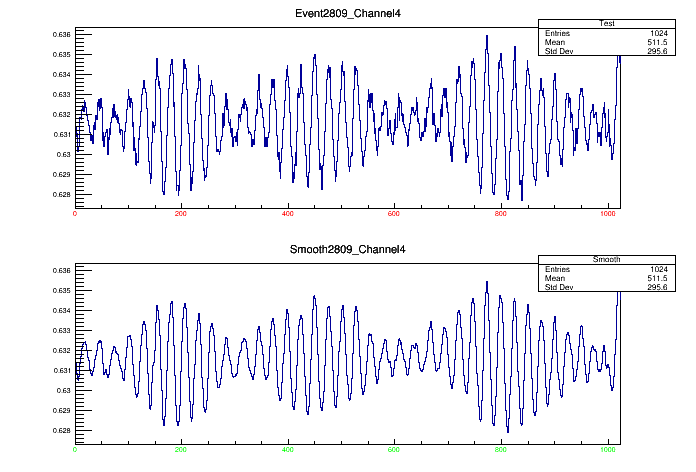 Event2809_Channel4
Test
Entries 1024
Mean 511.5
Std Dev 295.6
0.636
0.635
0.634
0.633
0.632
0.631
0.63
0.629
0.628
0 200 400 600 800 1000
Smooth2809_Channel4
Smooth
Entries 1024
Mean 511.5
Std Dev 295.6
0.636
0.635
0.634
0.633
0.632
0.631
0.63
0.629
0.628
0 200 400 600 800 1000